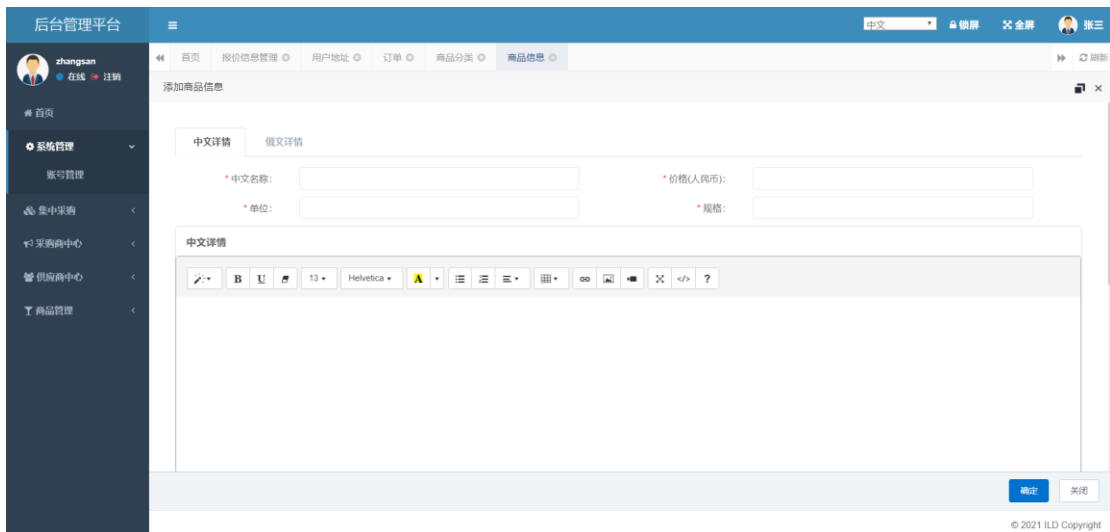 后台管理平台
中文 锁屏 全屏 张三
zhangsan
在线 注销
首页 报价信息管理 用户地址 订单 商品分类 商品信息 刷新
添加商品信息
首页
系统管理
账号管理
集中采购
采购商中心
供应商中心
商品管理
中文详情 俄文详情
* 中文名称: * 价格(人民币):
* 单位: * 规格:
中文详情
B U 13 Helvetica A </> ?
确定 关闭
© 2021 ILD Copyright